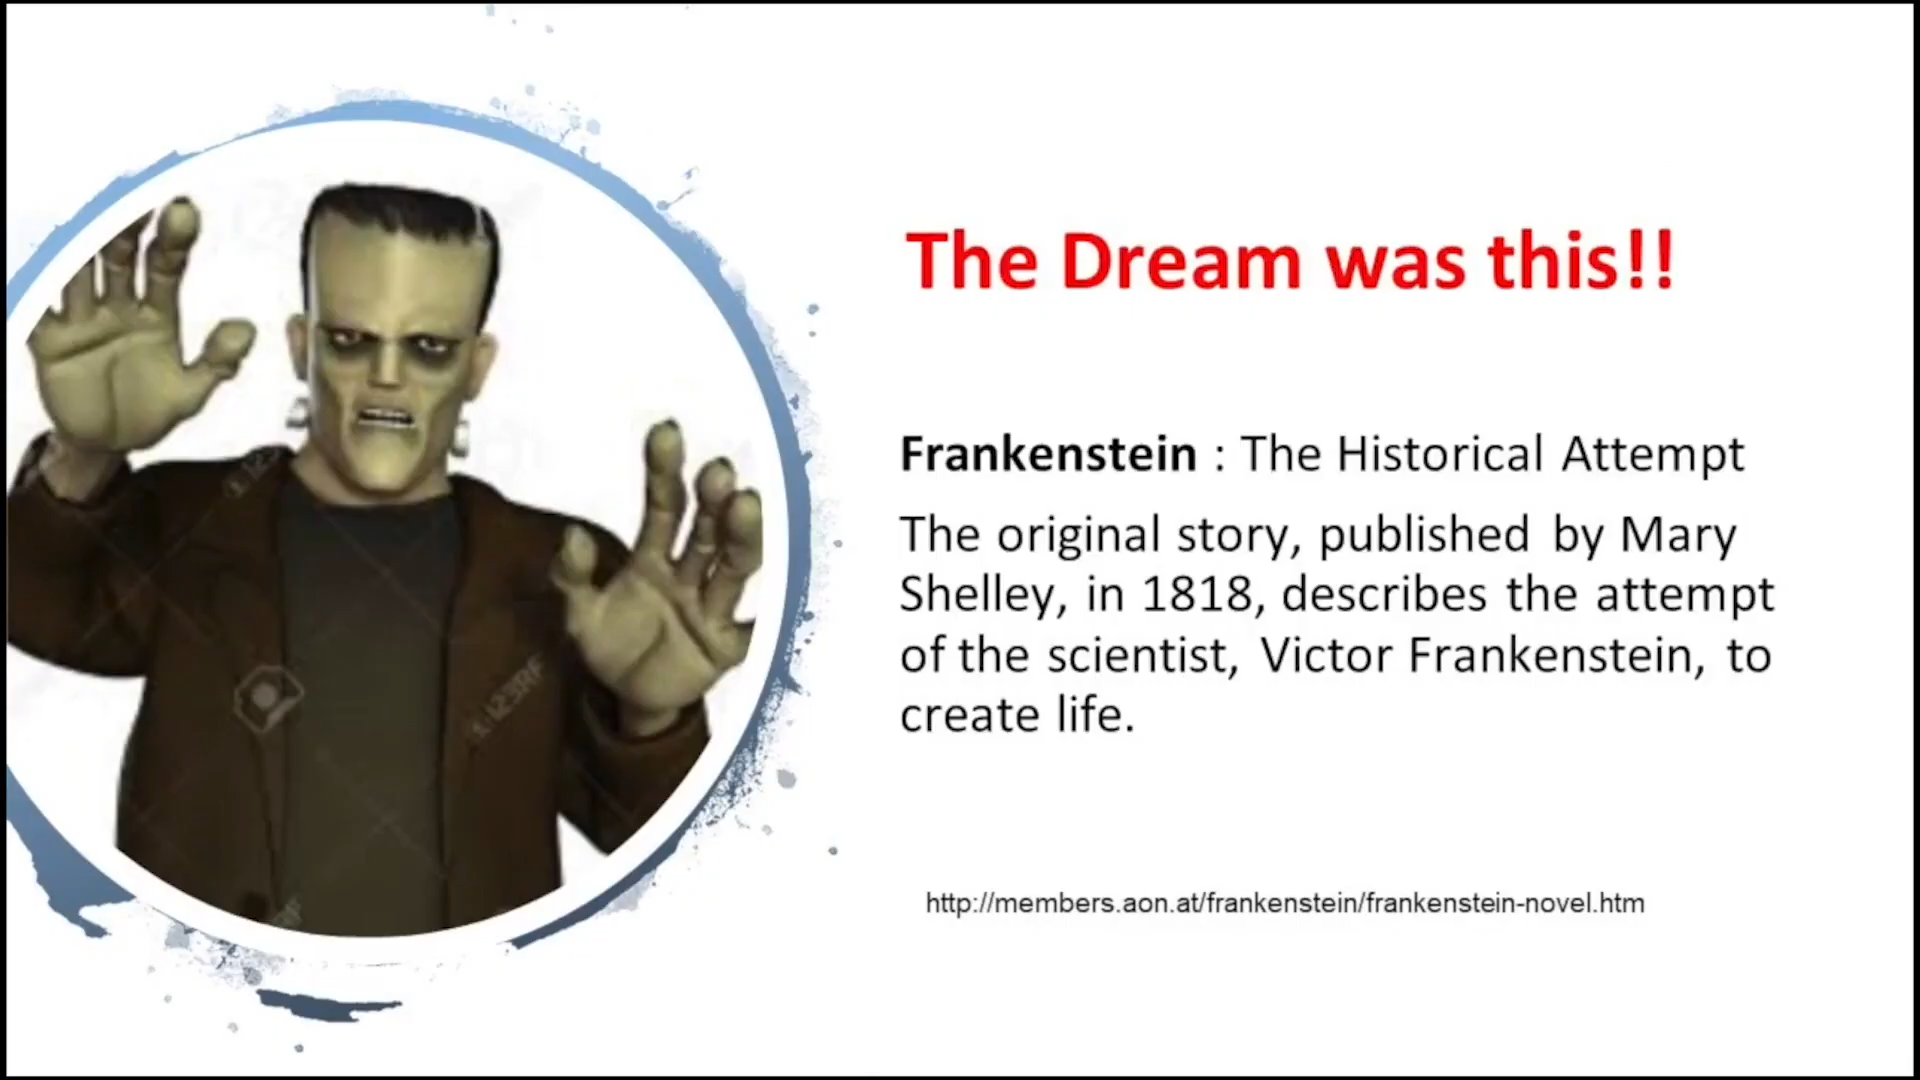 The Dream was this!!
Frankenstein : The Historical Attempt
The original story, published by Mary
Shelley, in 1818, describes the attempt
of the scientist, Victor Frankenstein, to
create life.
http://members.aon.at/frankenstein/frankenstein-novel.htm
123RF